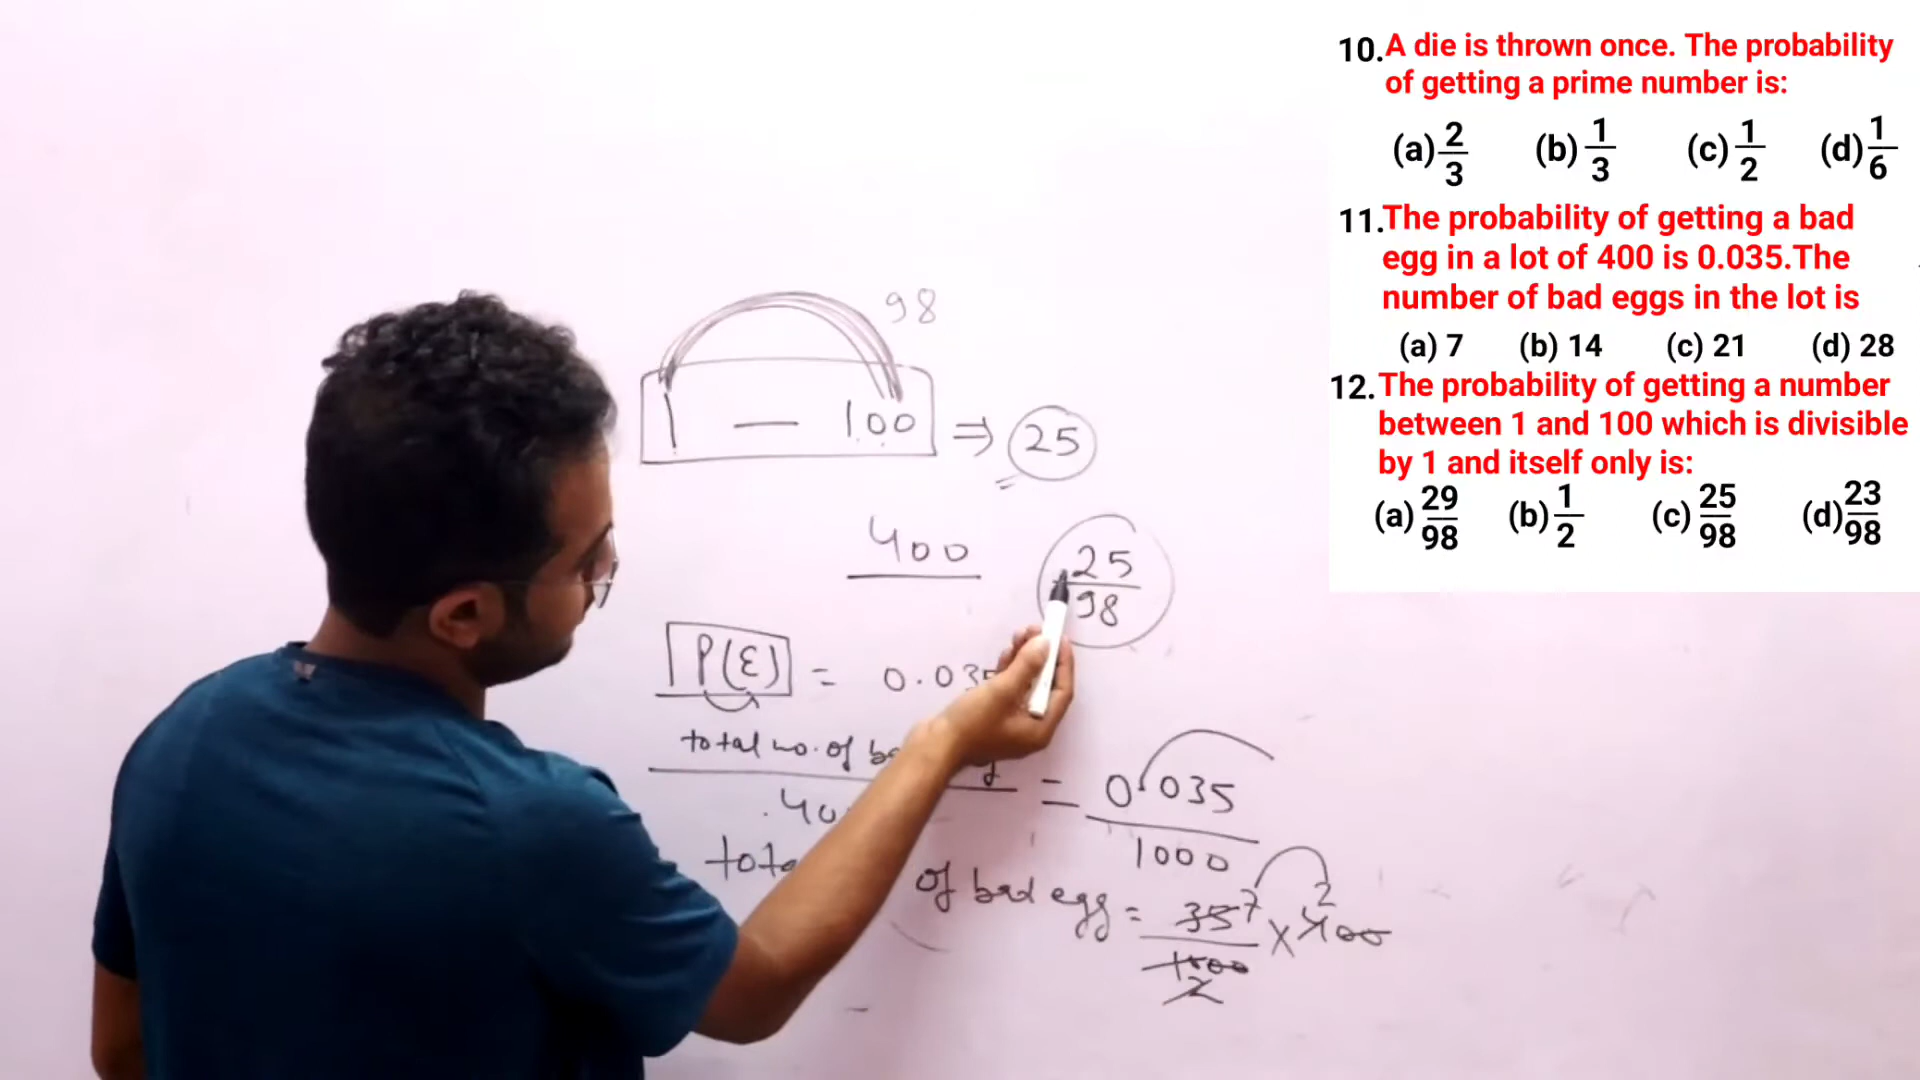 10. A die is thrown once. The probability
of getting a prime number is:
(a) 2/3 (b) 1/3 (c) 1/2 (d) 1/6
11. The probability of getting a bad
egg in a lot of 400 is 0.035.The
number of bad eggs in the lot is
(a) 7 (b) 14 (c) 21 (d) 28
12. The probability of getting a number
between 1 and 100 which is divisible
by 1 and itself only is:
(a) 29/98 (b) 1/2 (c) 25/98 (d) 23/98
98
1 — 100 ⇒ 25
400
25/98
P(E) = 0.035
total no. of
= 0.035/1000
of bad egg = 35/1000 × 400
7
2
2